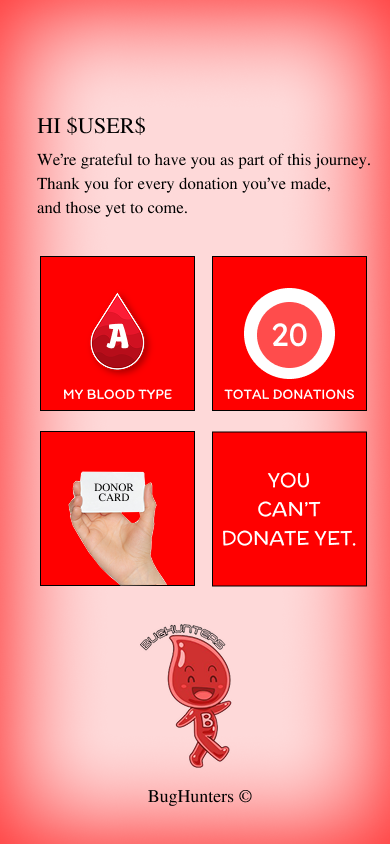 HI $USER$
We're grateful to have you as part of this journey.
Thank you for every donation you've made,
and those yet to come.
A
MY BLOOD TYPE
20
TOTAL DONATIONS
DONOR
CARD
YOU
CAN'T
DONATE YET.
BUGHUNTERS
B
BugHunters ©